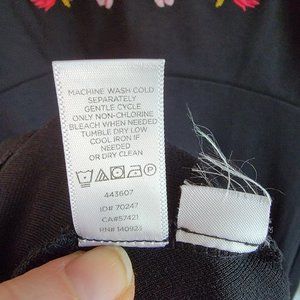 MACHINE WASH COLD
SEPARATELY
GENTLE CYCLE
ONLY NON-CHLORINE
BLEACH WHEN NEEDED
TUMBLE DRY LOW
COOL IRON IF
NEEDED
OR DRY CLEAN
443607
ID# 70247
CA#57421
RN# 140923